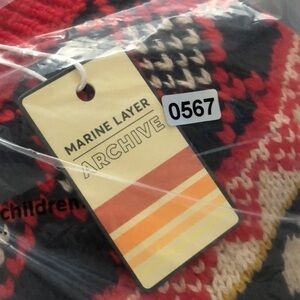 MARINE LAYER
ARCHIVE
0567
children